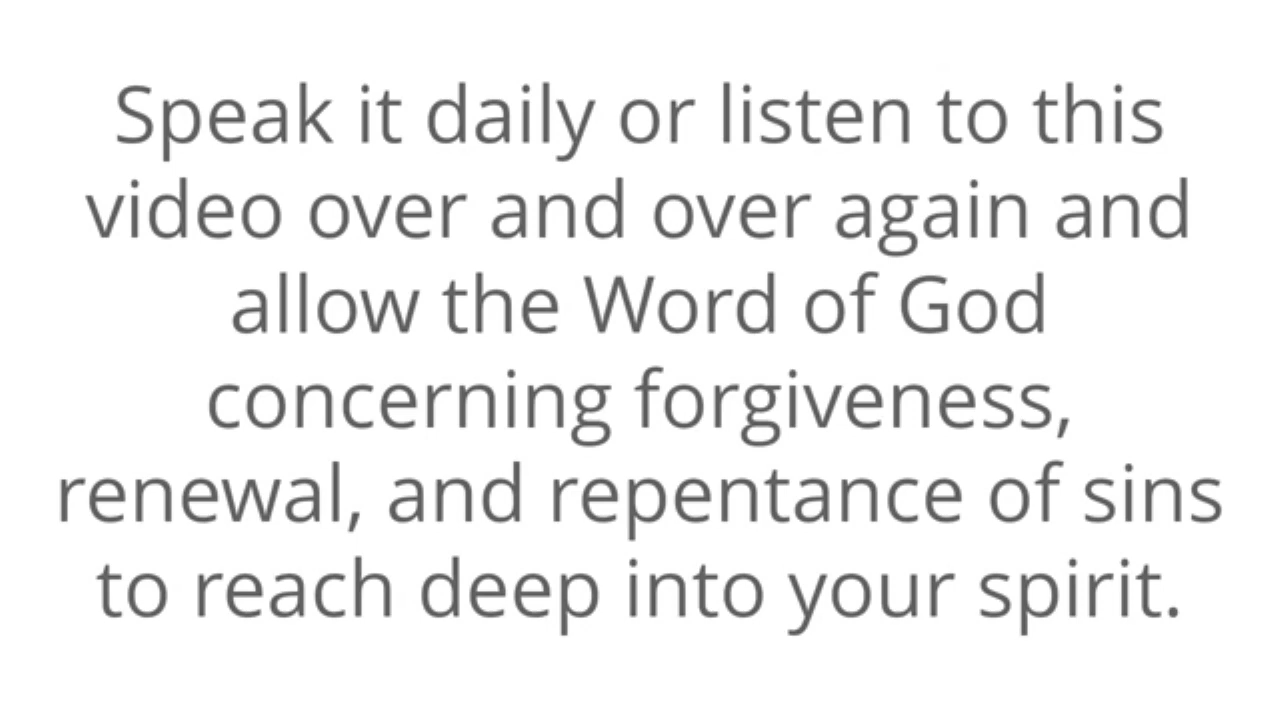 Speak it daily or listen to this
video over and over again and
allow the Word of God
concerning forgiveness,
renewal, and repentance of sins
to reach deep into your spirit.